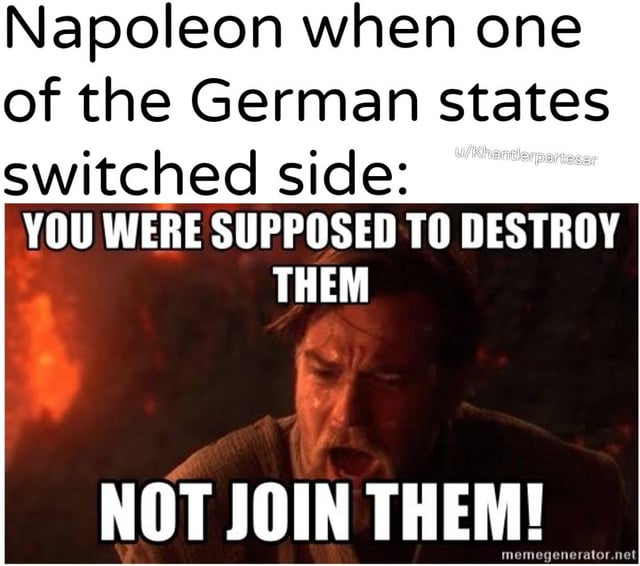 Napoleon when one
of the German states
switched side:
u/Khantlerpartesar
YOU WERE SUPPOSED TO DESTROY
THEM
NOT JOIN THEM!
memegenerator.net